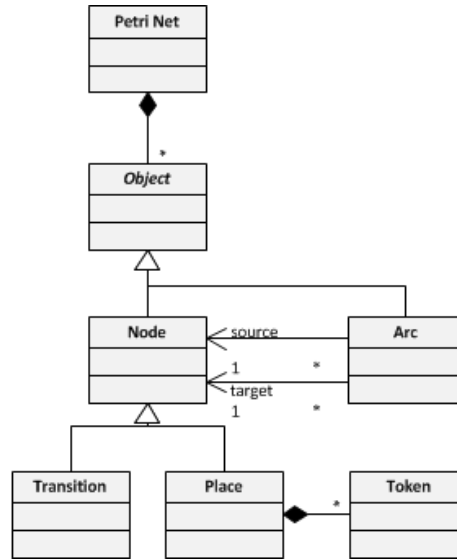 Petri Net
*
Object
Node
source
Arc
1 *
target
1 *
Transition
Place
*
Token